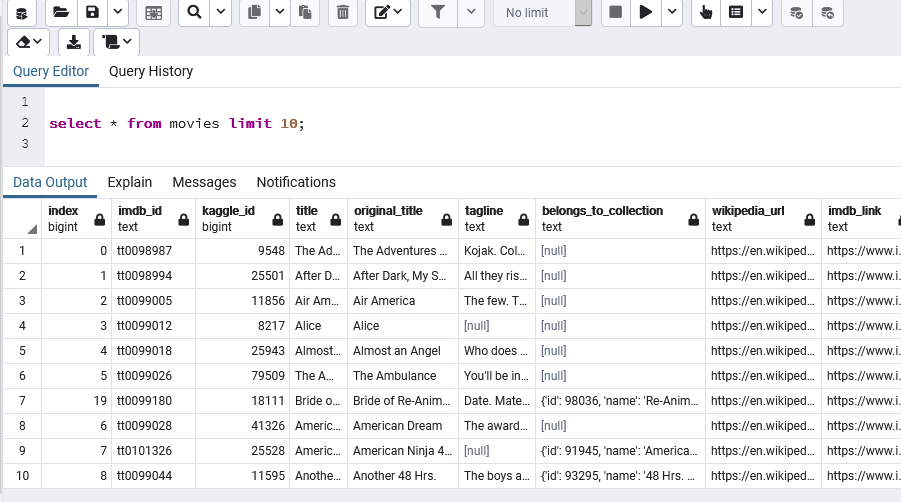 No limit
Query Editor Query History
1
2 select * from movies limit 10;
3
Data Output Explain Messages Notifications
index imdb_id kaggle_id title original_title tagline belongs_to_collection wikipedia_url imdb_link
bigint text bigint text text text text text text
1 0 tt0098987 9548 The Ad... The Adventures ... Kojak. Col... [null] https://en.wikiped... https://www.i.
2 1 tt0098994 25501 After D... After Dark, My S... All they ris... [null] https://en.wikiped... https://www.i.
3 2 tt0099005 11856 Air Am... Air America The few. T... [null] https://en.wikiped... https://www.i.
4 3 tt0099012 8217 Alice Alice [null] [null] https://en.wikiped... https://www.i.
5 4 tt0099018 25943 Almost... Almost an Angel Who does ... [null] https://en.wikiped... https://www.i.
6 5 tt0099026 79509 The A... The Ambulance You'll be in... [null] https://en.wikiped... https://www.i.
7 19 tt0099180 18111 Bride o... Bride of Re-Anim... Date. Mate... {'id': 98036, 'name': 'Re-Anim... https://en.wikiped... https://www.i.
8 6 tt0099028 41326 Americ... American Dream The award... [null] https://en.wikiped... https://www.i.
9 7 tt0101326 25528 Americ... American Ninja 4... [null] {'id': 91945, 'name': 'America... https://en.wikiped... https://www.i.
10 8 tt0099044 11595 Anothe... Another 48 Hrs. The boys a... {'id': 93295, 'name': '48 Hrs. ... https://en.wikiped... https://www.i.